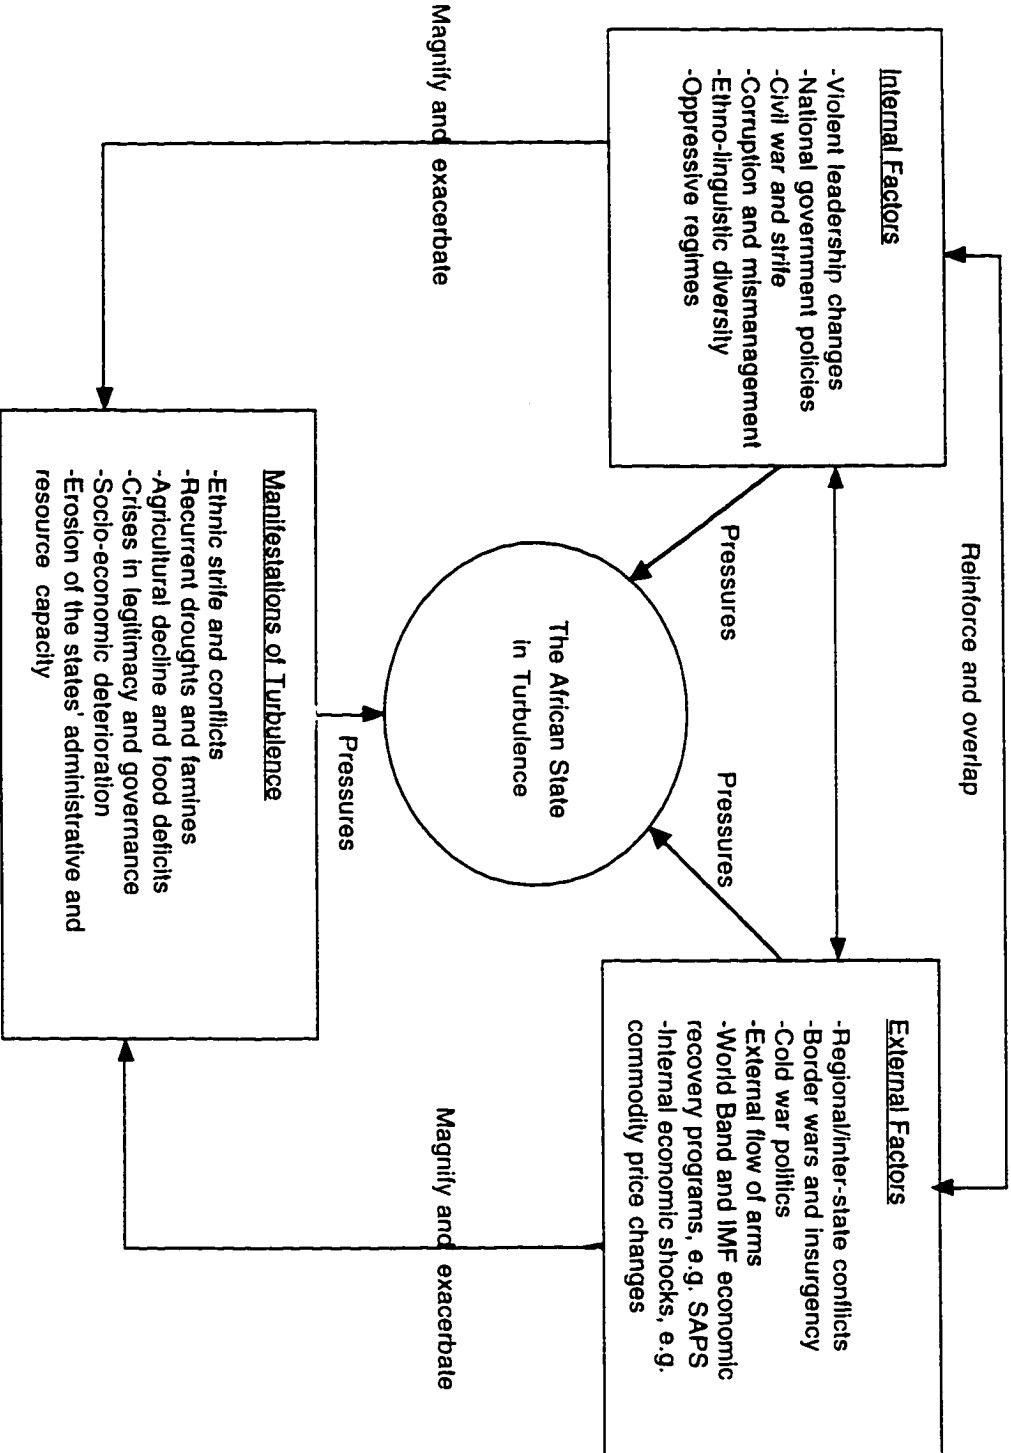 Reinforce and overlap
Internal Factors
-Violent leadership changes
-National government policies
-Civil war and strife
-Corruption and mismanagement
-Ethno-linguistic diversity
-Oppressive regimes
External Factors
-Regional/inter-state conflicts
-Border wars and insurgency
-Cold war politics
-External flow of arms
-World Band and IMF economic
recovery programs, e.g. SAPS
-Internal economic shocks, e.g.
commodity price changes
Pressures
Pressures
The African State
in Turbulence
Magnify and exacerbate
Magnify and exacerbate
Pressures
Manifestations of Turbulence
-Ethnic strife and conflicts
-Recurrent droughts and famines
-Agricultural decline and food deficits
-Crises in legitimacy and governance
-Socio-economic deterioration
-Erosion of the states' administrative and
resource capacity